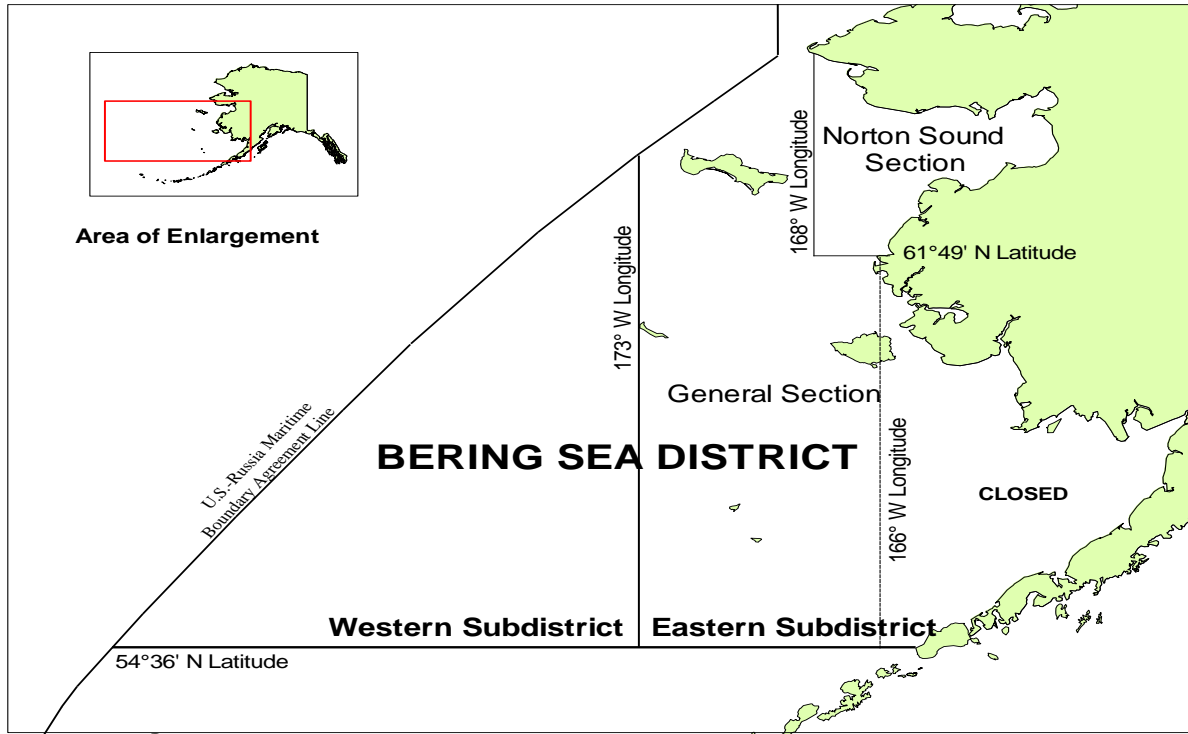 Area of Enlargement
Norton Sound
Section
168° W Longitude
61°49' N Latitude
173° W Longitude
General Section
U.S.-Russia Maritime
Boundary Agreement Line
BERING SEA DISTRICT
166° W Longitude
CLOSED
Western Subdistrict
Eastern Subdistrict
54°36' N Latitude